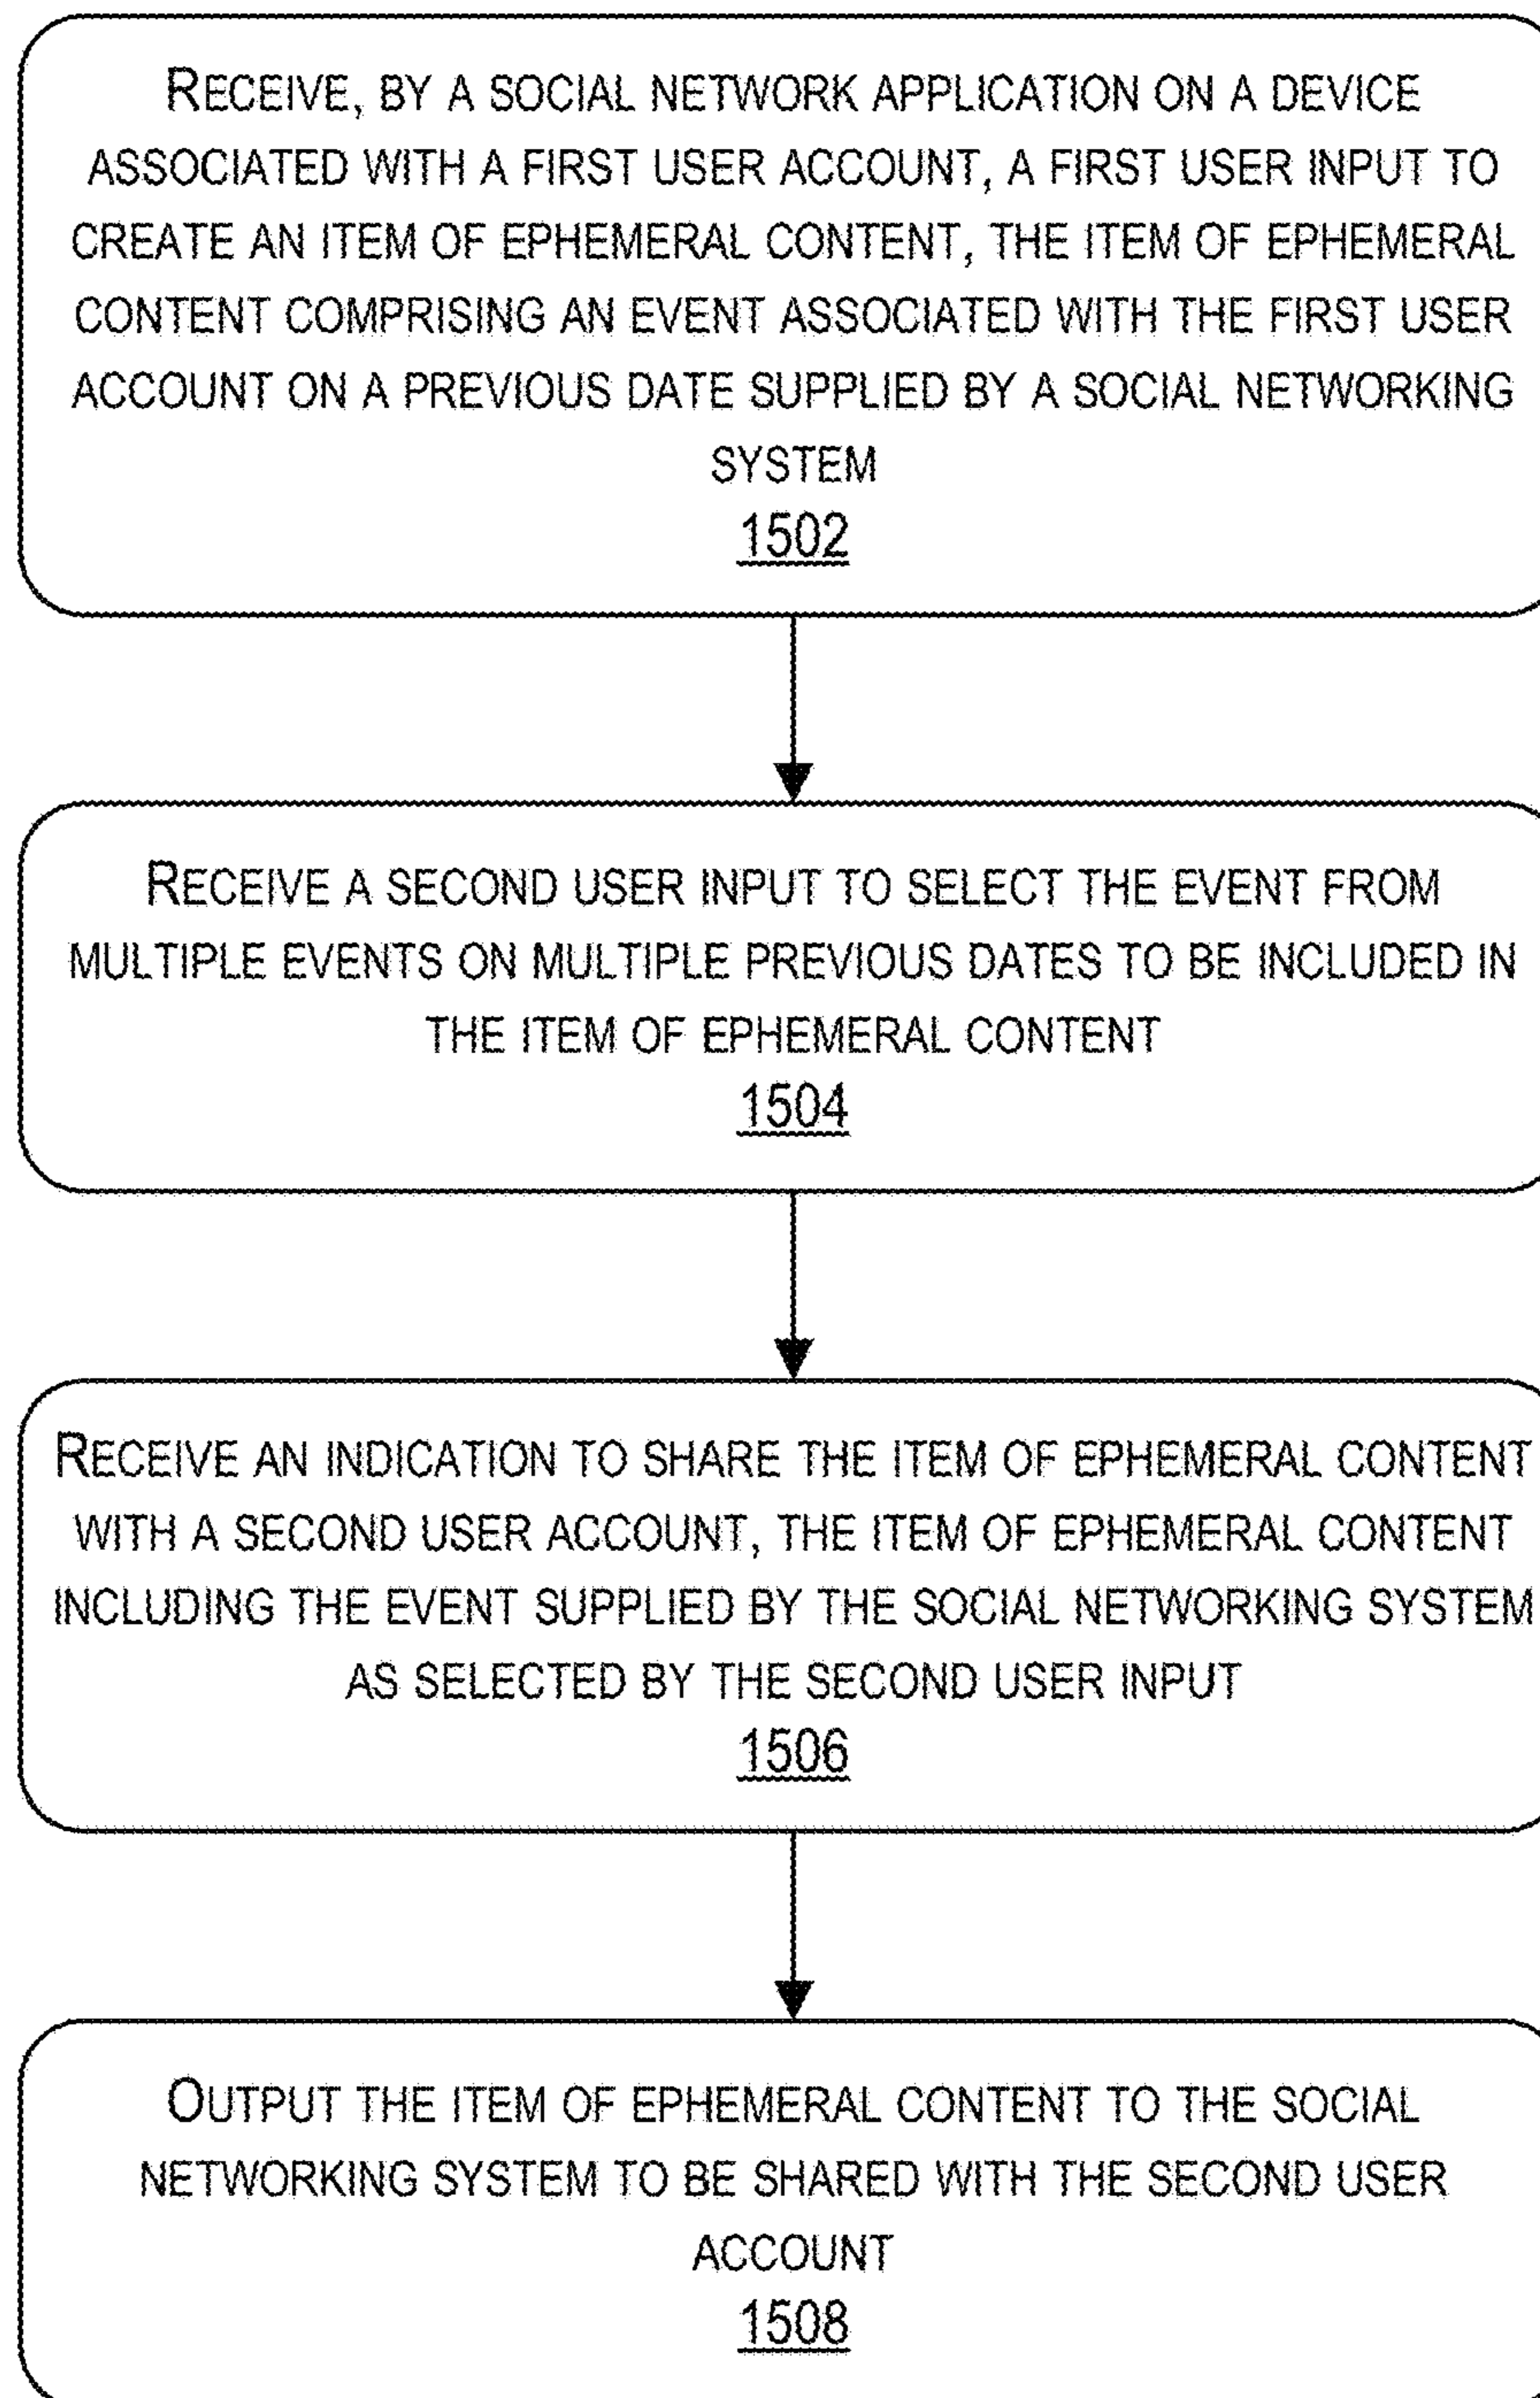 RECEIVE, BY A SOCIAL NETWORK APPLICATION ON A DEVICE
ASSOCIATED WITH A FIRST USER ACCOUNT, A FIRST USER INPUT TO
CREATE AN ITEM OF EPHEMERAL CONTENT, THE ITEM OF EPHEMERAL
CONTENT COMPRISING AN EVENT ASSOCIATED WITH THE FIRST USER
ACCOUNT ON A PREVIOUS DATE SUPPLIED BY A SOCIAL NETWORKING
SYSTEM
1502
RECEIVE A SECOND USER INPUT TO SELECT THE EVENT FROM
MULTIPLE EVENTS ON MULTIPLE PREVIOUS DATES TO BE INCLUDED IN
THE ITEM OF EPHEMERAL CONTENT
1504
RECEIVE AN INDICATION TO SHARE THE ITEM OF EPHEMERAL CONTENT
WITH A SECOND USER ACCOUNT, THE ITEM OF EPHEMERAL CONTENT
INCLUDING THE EVENT SUPPLIED BY THE SOCIAL NETWORKING SYSTEM
AS SELECTED BY THE SECOND USER INPUT
1506
OUTPUT THE ITEM OF EPHEMERAL CONTENT TO THE SOCIAL
NETWORKING SYSTEM TO BE SHARED WITH THE SECOND USER
ACCOUNT
1508